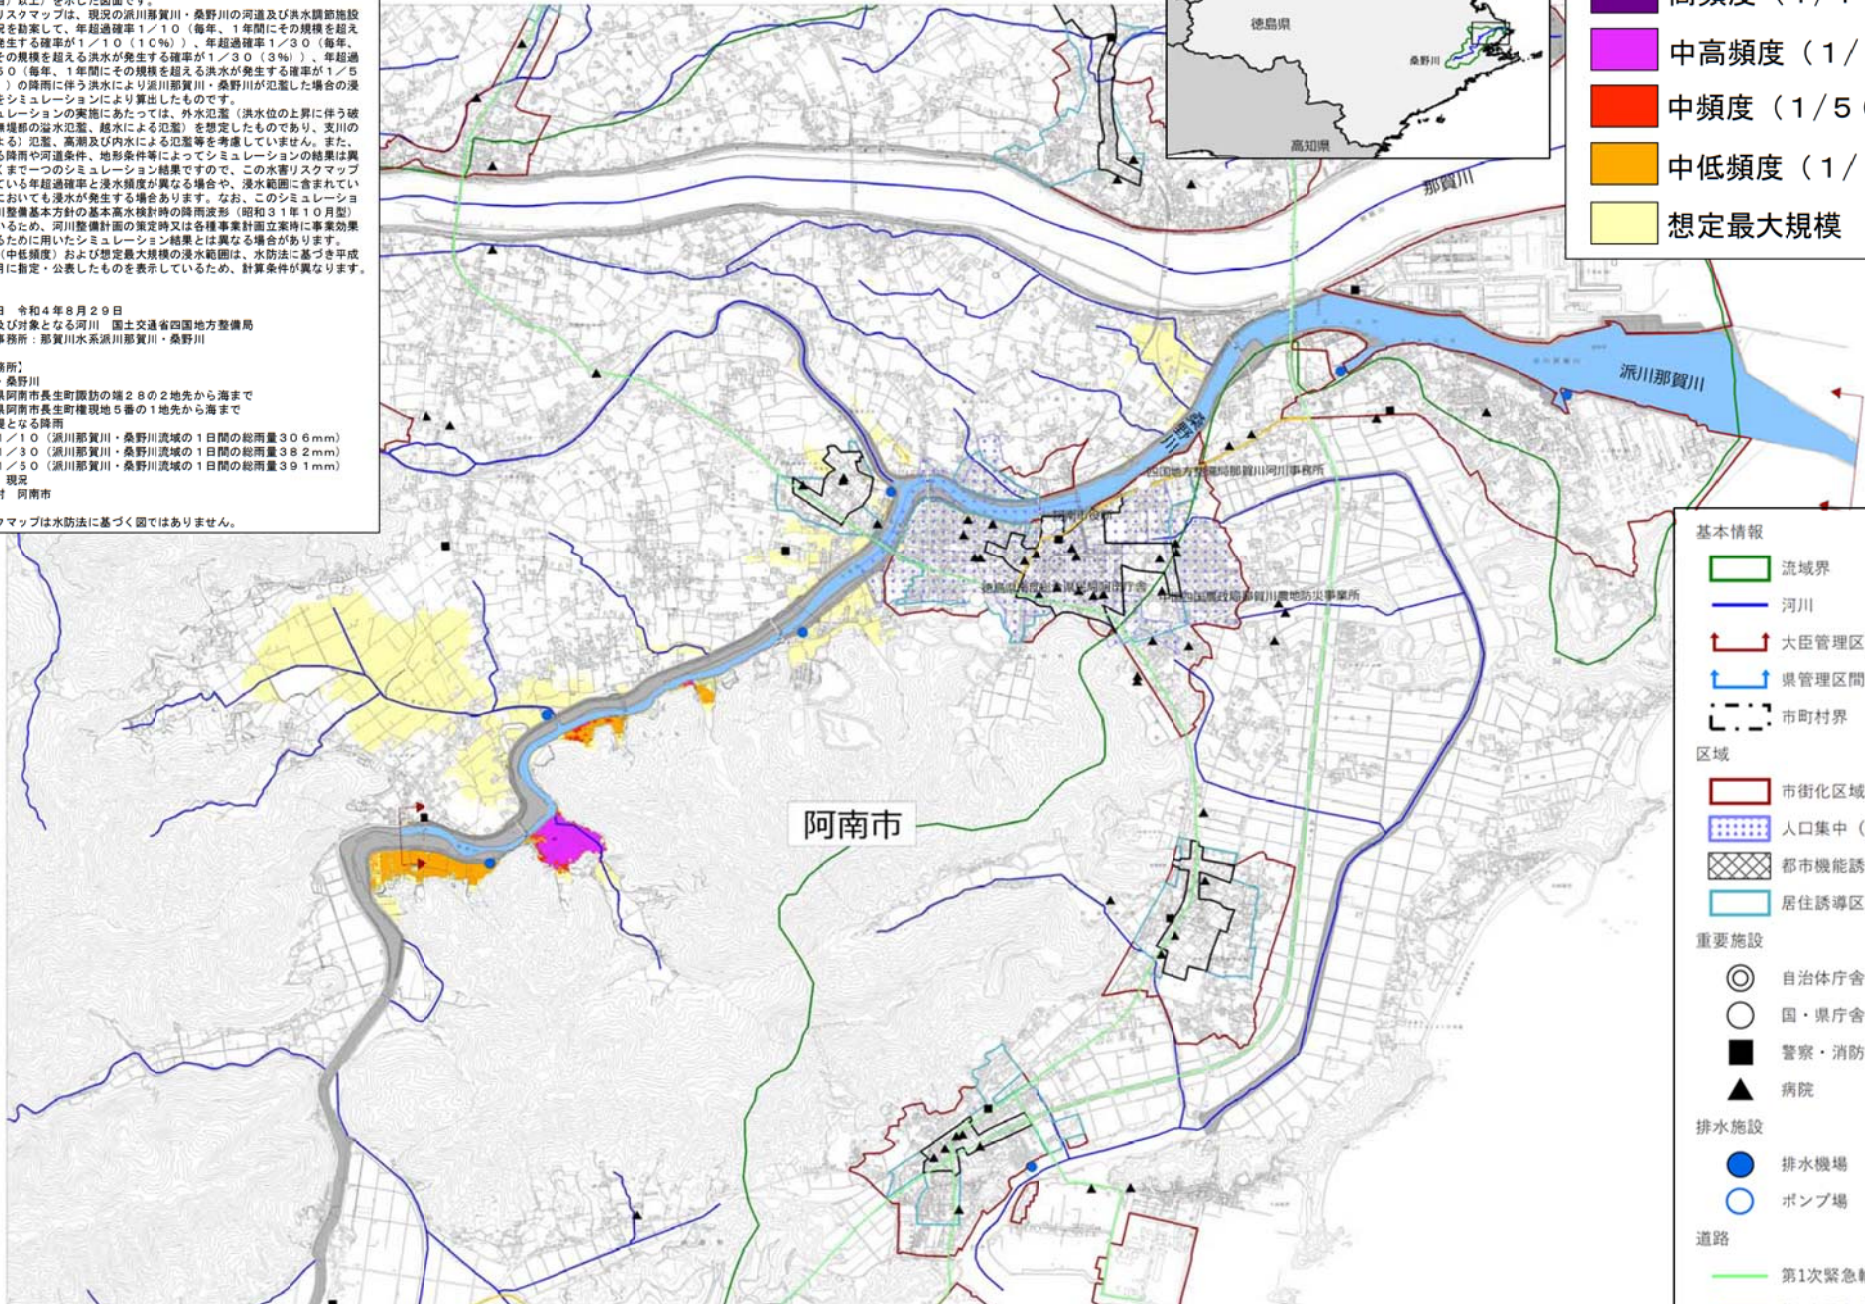 リスクマップは、現況の派川那賀川・桑野川の河道及び洪水調節施設
況を勘案して、年超過確率1/10（毎年、1年間にその規模を超え
発生する確率が1/10（10%））、年超過確率1/30（毎年、
その規模を超える洪水が発生する確率が1/30（3%））、年超過
50（毎年、1年間にその規模を超える洪水が発生する確率が1/5
）の降雨に伴う洪水により派川那賀川・桑野川が氾濫した場合の浸
をシミュレーションにより算出したものです。
ュレーションの実施にあたっては、外水氾濫（洪水位の上昇に伴う破
無堤部の溢水氾濫、越水による氾濫）を想定したものであり、支川の
よる）氾濫、高潮及び内水による氾濫等を考慮していません。また、
る降雨や河道条件、地形条件等によってシミュレーションの結果は異
くまで一つのシミュレーション結果ですので、この水害リスクマップ
ている年超過確率と浸水頻度が異なる場合や、浸水範囲に含まれてい
においても浸水が発生する場合あります。なお、このシミュレーショ
川整備基本方針の基本高水検討時の降雨波形（昭和31年10月型）
いるため、河川整備計画の策定時又は各種事業計画立案時に事業効果
るために用いたシミュレーション結果とは異なる場合があります。
（中低頻度）および想定最大規模の浸水範囲は、水防法に基づき平成
月に指定・公表したものを表示しているため、計算条件が異なります。
日 令和4年8月29日
及び対象となる河川 国土交通省四国地方整備局
事務所：那賀川水系派川那賀川・桑野川
務所】
・桑野川
県阿南市長生町諏訪の端28の2地先から海まで
県阿南市長生町権現地5番の1地先から海まで
提となる降雨
1/10（派川那賀川・桑野川流域の1日間の総雨量306mm）
1/30（派川那賀川・桑野川流域の1日間の総雨量382mm）
1/50（派川那賀川・桑野川流域の1日間の総雨量391mm）
現況
村 阿南市
クマップは水防法に基づく図ではありません。
徳島県
桑野川
高知県
中高頻度（1/
中頻度（1/50
中低頻度（1/
想定最大規模
那賀川
派川那賀川
桑野川
四国地方整備局那賀川河川事務所
阿南市役所
中国四国農政局那賀川農地防災事業所
阿南市
基本情報
流域界
河川
大臣管理区
県管理区間
市町村界
区域
市街化区域
人口集中（
都市機能誘
居住誘導区
重要施設
自治体庁舎
国・県庁舎
警察・消防
病院
排水施設
排水機場
ポンプ場
道路
第1次緊急